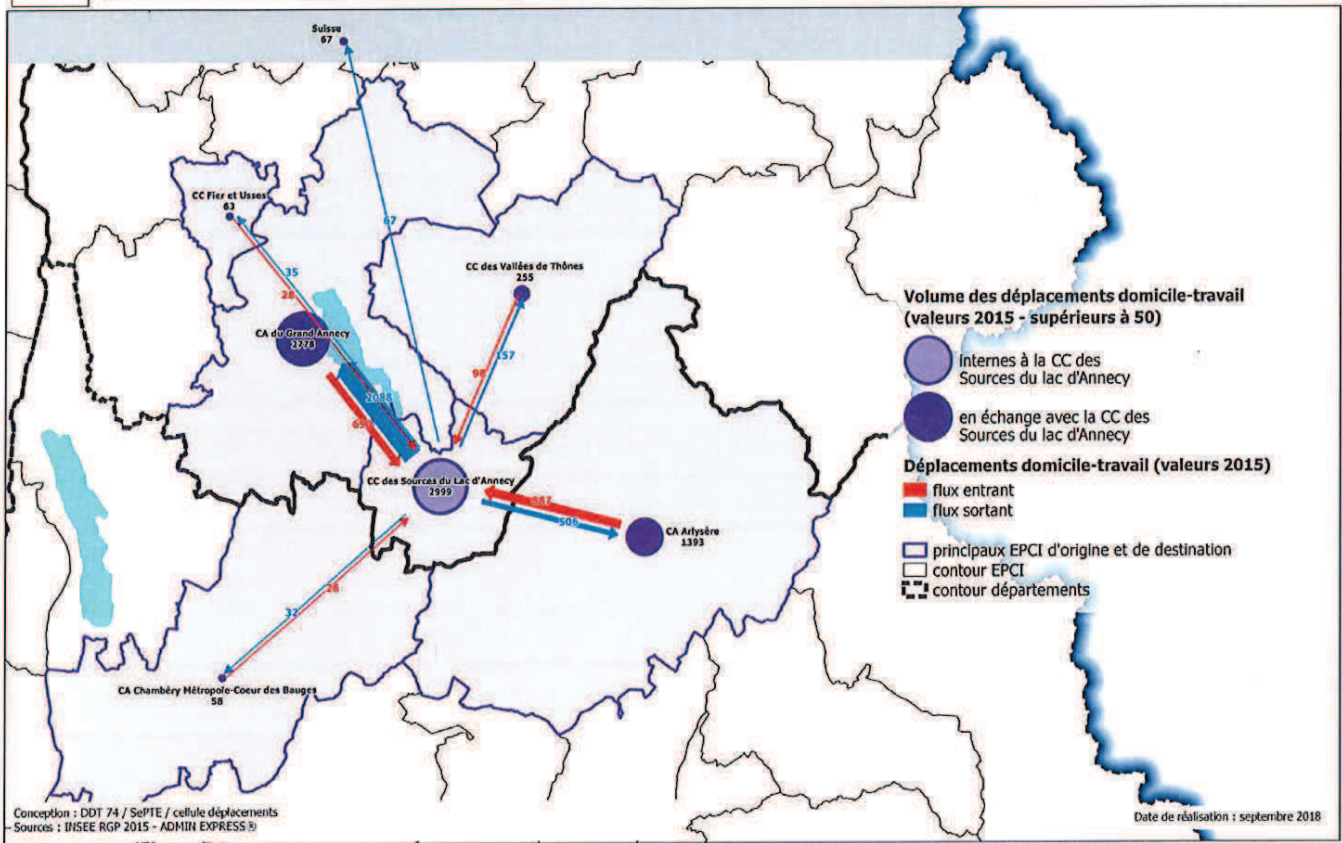 Suisse
67
67
CC Fier et Usses
63
35
28
CC des Vallées de Thônes
255
CA du Grand Annecy
2778
157
98
2088
CC des Sources du Lac d'Annecy
2999
887
506
CA Arlysère
1393
32
26
CA Chambéry Métropole-Coeur des Bauges
58
Volume des déplacements domicile-travail
(valeurs 2015 - supérieurs à 50)
internes à la CC des
Sources du lac d'Annecy
en échange avec la CC des
Sources du lac d'Annecy
Déplacements domicile-travail (valeurs 2015)
flux entrant
flux sortant
principaux EPCI d'origine et de destination
contour EPCI
contour départements
Conception : DDT 74 / SePTE / cellule déplacements
Sources : INSEE RGP 2015 - ADMIN EXPRESS®
Date de réalisation : septembre 2018